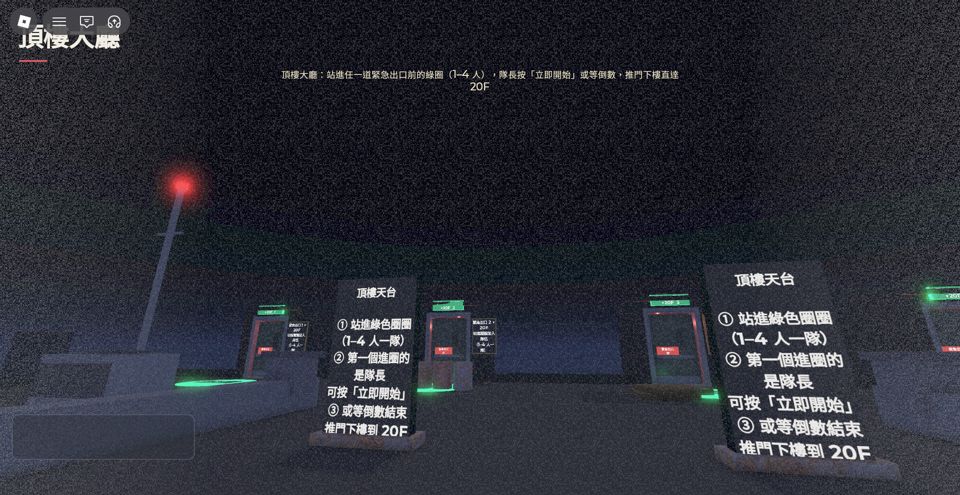 頂樓大廳
頂樓大廳：站進任一道緊急出口前的綠圈（1–4 人），隊長按「立即開始」或等倒數，推門下樓直達
20F
頂樓天台
① 站進綠色圈圈
（1–4 人一隊）
② 第一個進圈的
是隊長
可按「立即開始」
③ 或等倒數結束
推門下樓到 20F
頂樓天台
① 站進綠色圈圈
（1–4 人一隊）
② 第一個進圈的
是隊長
可按「立即開始」
③ 或等倒數結束
推門下樓到 20F